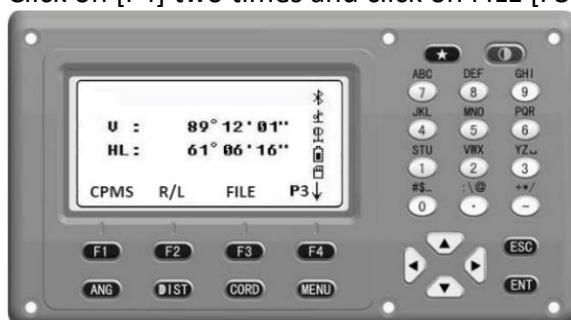 Click on [F4] two times and click on FILE [F3
V : 89°12'01"
HL: 61°06'16"
CPMS R/L FILE P3↓
F1 F2 F3 F4
ANG DIST CORD MENU
★
ABC DEF GHI
7 8 9
JKL MNO PQR
4 5 6
STU VWX YZ␣
1 2 3
#$_ :\@ +*/
0 · -
ESC
ENT